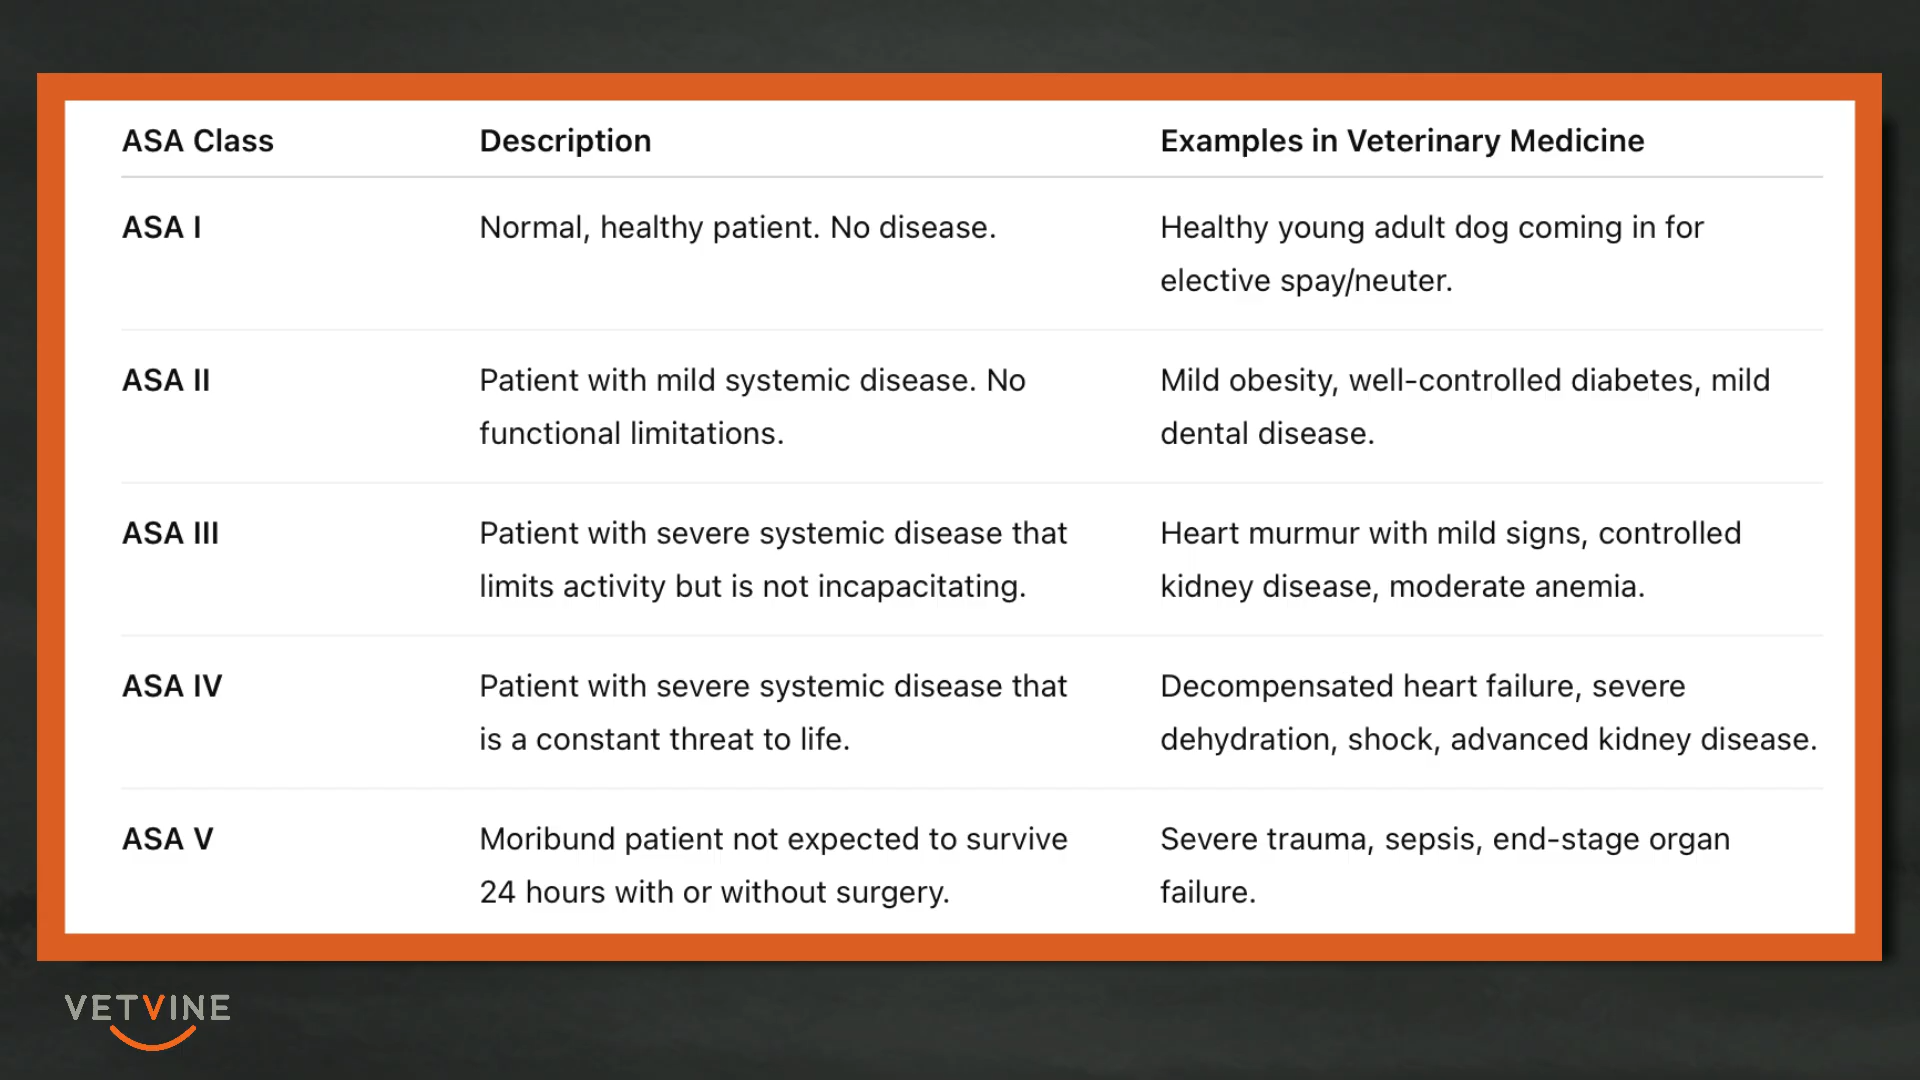 ASA Class Description Examples in Veterinary Medicine
ASA I Normal, healthy patient. No disease. Healthy young adult dog coming in for
elective spay/neuter.
ASA II Patient with mild systemic disease. No Mild obesity, well-controlled diabetes, mild
functional limitations. dental disease.
ASA III Patient with severe systemic disease that Heart murmur with mild signs, controlled
limits activity but is not incapacitating. kidney disease, moderate anemia.
ASA IV Patient with severe systemic disease that Decompensated heart failure, severe
is a constant threat to life. dehydration, shock, advanced kidney disease.
ASA V Moribund patient not expected to survive Severe trauma, sepsis, end-stage organ
24 hours with or without surgery. failure.
VETVINE